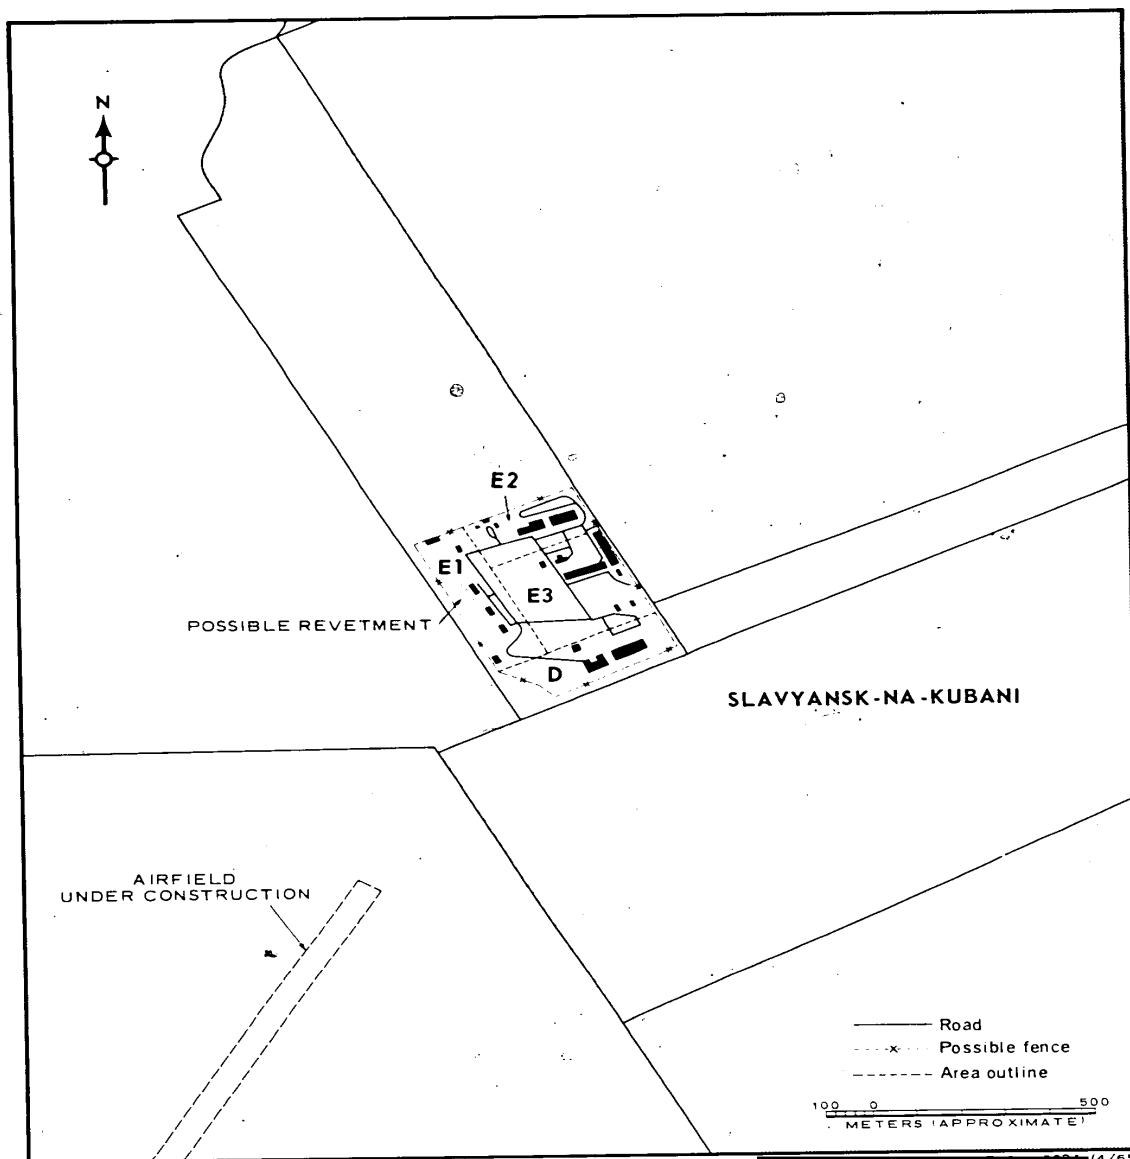 N
E2
E1
E3
POSSIBLE REVETMENT
D
SLAVYANSK-NA-KUBANI
AIRFIELD
UNDER CONSTRUCTION
Road
Possible fence
Area outline
100 0 500
METERS (APPROXIMATE)